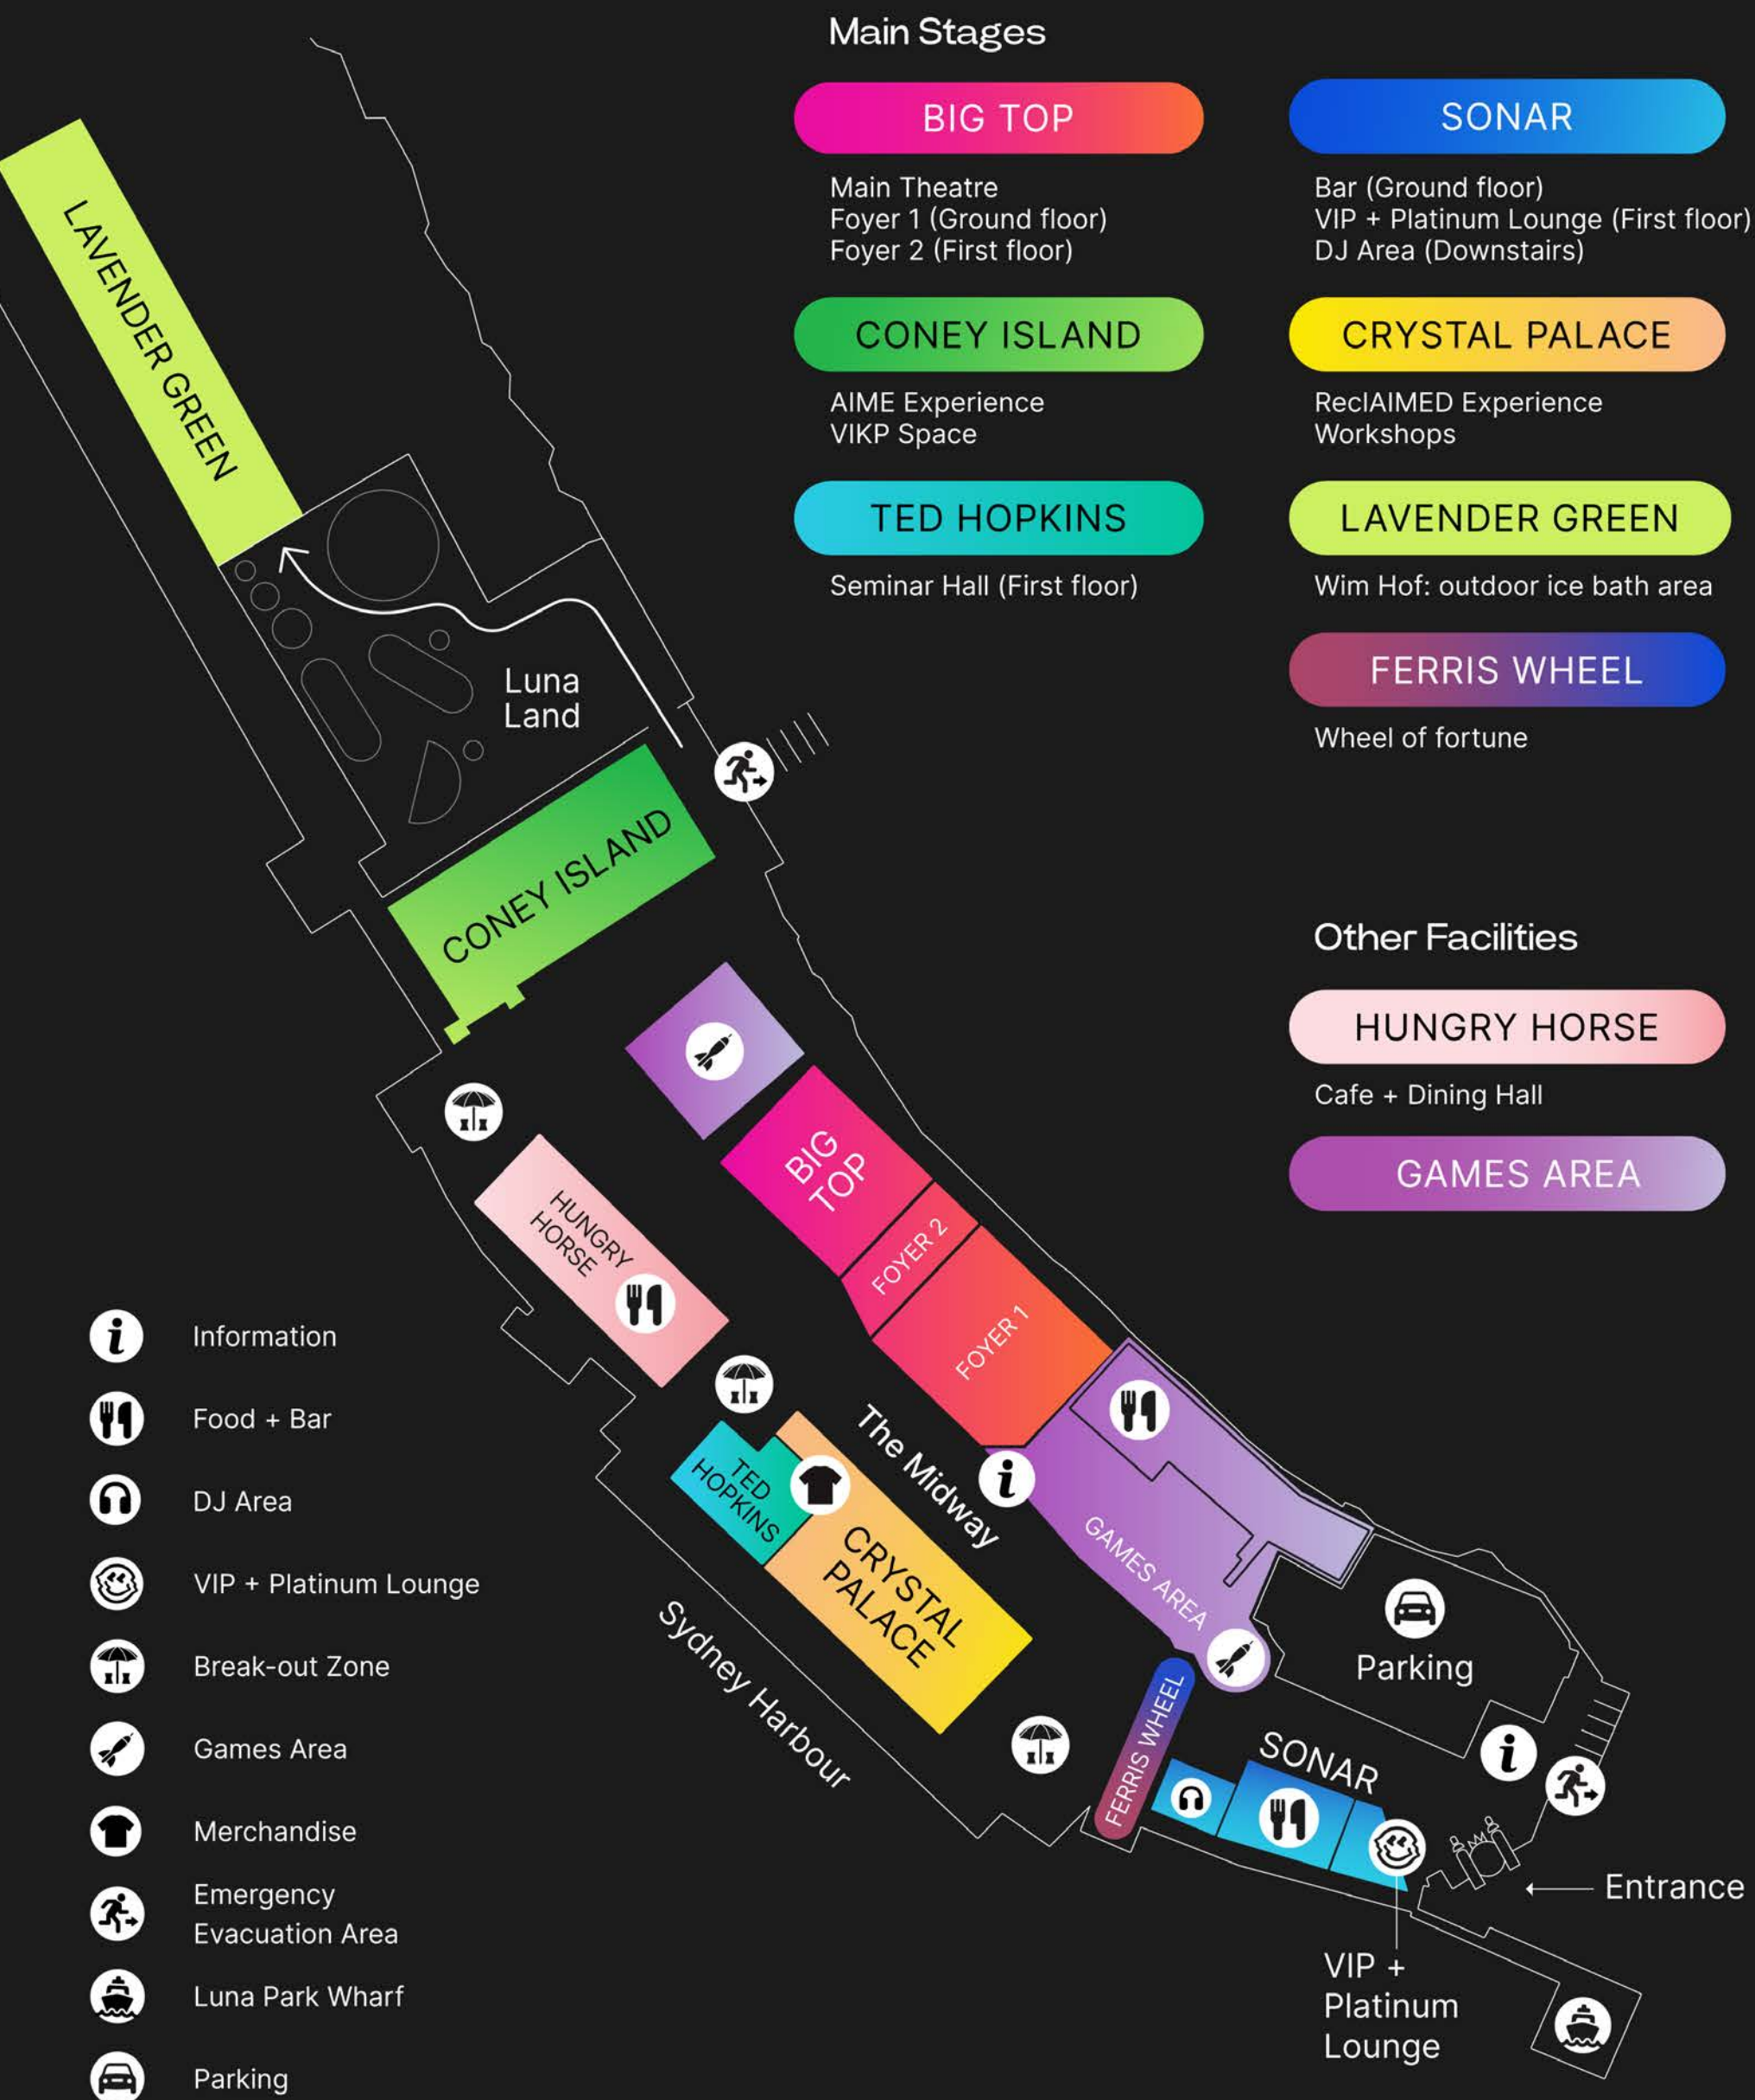 Main Stages
BIG TOP
Main Theatre
Foyer 1 (Ground floor)
Foyer 2 (First floor)
SONAR
Bar (Ground floor)
VIP + Platinum Lounge (First floor)
DJ Area (Downstairs)
CONEY ISLAND
AIME Experience
VIKP Space
CRYSTAL PALACE
ReclAIMED Experience
Workshops
TED HOPKINS
Seminar Hall (First floor)
LAVENDER GREEN
Wim Hof: outdoor ice bath area
FERRIS WHEEL
Wheel of fortune
Other Facilities
HUNGRY HORSE
Cafe + Dining Hall
GAMES AREA
LAVENDER GREEN
Luna
Land
CONEY ISLAND
BIG
TOP
FOYER 2
FOYER 1
HUNGRY
HORSE
The Midway
TED
HOPKINS
CRYSTAL
PALACE
GAMES AREA
Sydney Harbour
Parking
FERRIS WHEEL
SONAR
Entrance
VIP +
Platinum
Lounge
Information
Food + Bar
DJ Area
VIP + Platinum Lounge
Break-out Zone
Games Area
Merchandise
Emergency
Evacuation Area
Luna Park Wharf
Parking